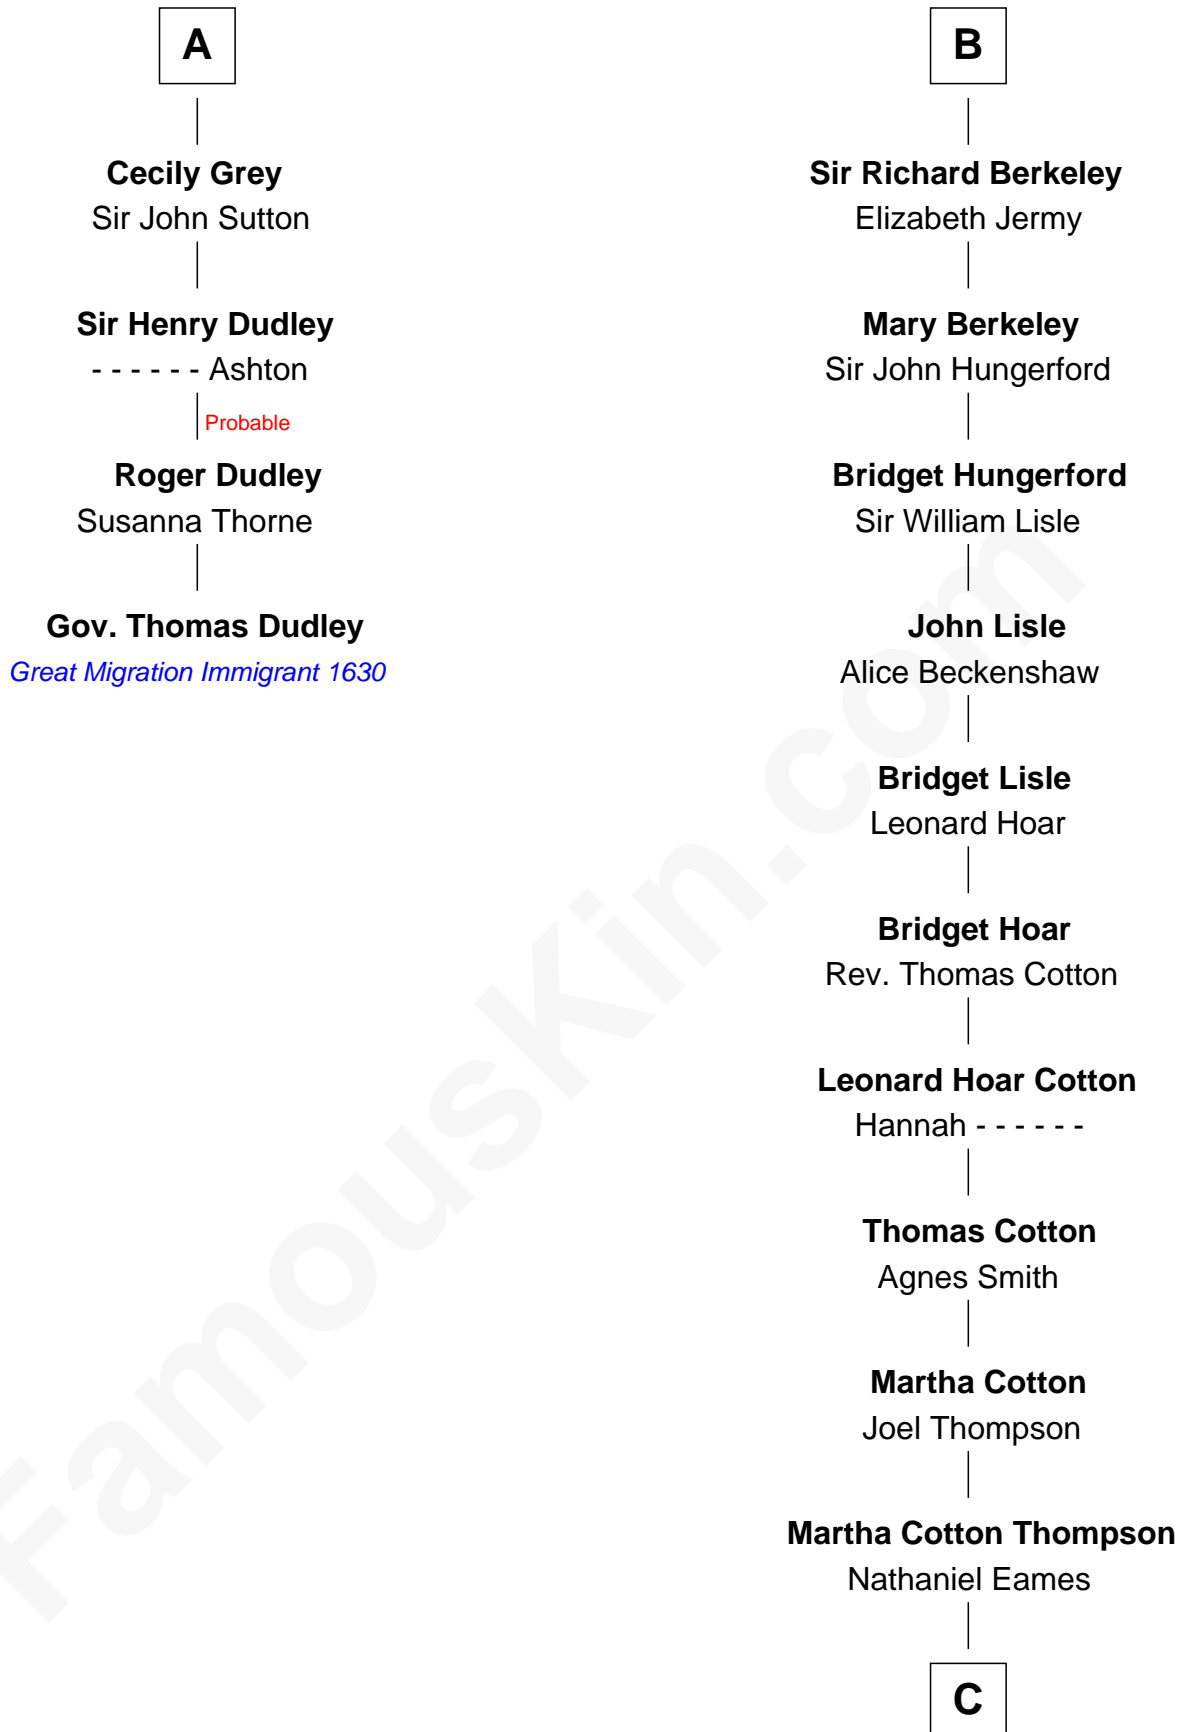 A
Cecily Grey
Sir John Sutton
Sir Henry Dudley
- - - - - - Ashton
Probable
Roger Dudley
Susanna Thorne
Gov. Thomas Dudley
Great Migration Immigrant 1630
B
Sir Richard Berkeley
Elizabeth Jermy
Mary Berkeley
Sir John Hungerford
Bridget Hungerford
Sir William Lisle
John Lisle
Alice Beckenshaw
Bridget Lisle
Leonard Hoar
Bridget Hoar
Rev. Thomas Cotton
Leonard Hoar Cotton
Hannah - - - - - -
Thomas Cotton
Agnes Smith
Martha Cotton
Joel Thompson
Martha Cotton Thompson
Nathaniel Eames
C
FamousKin.com